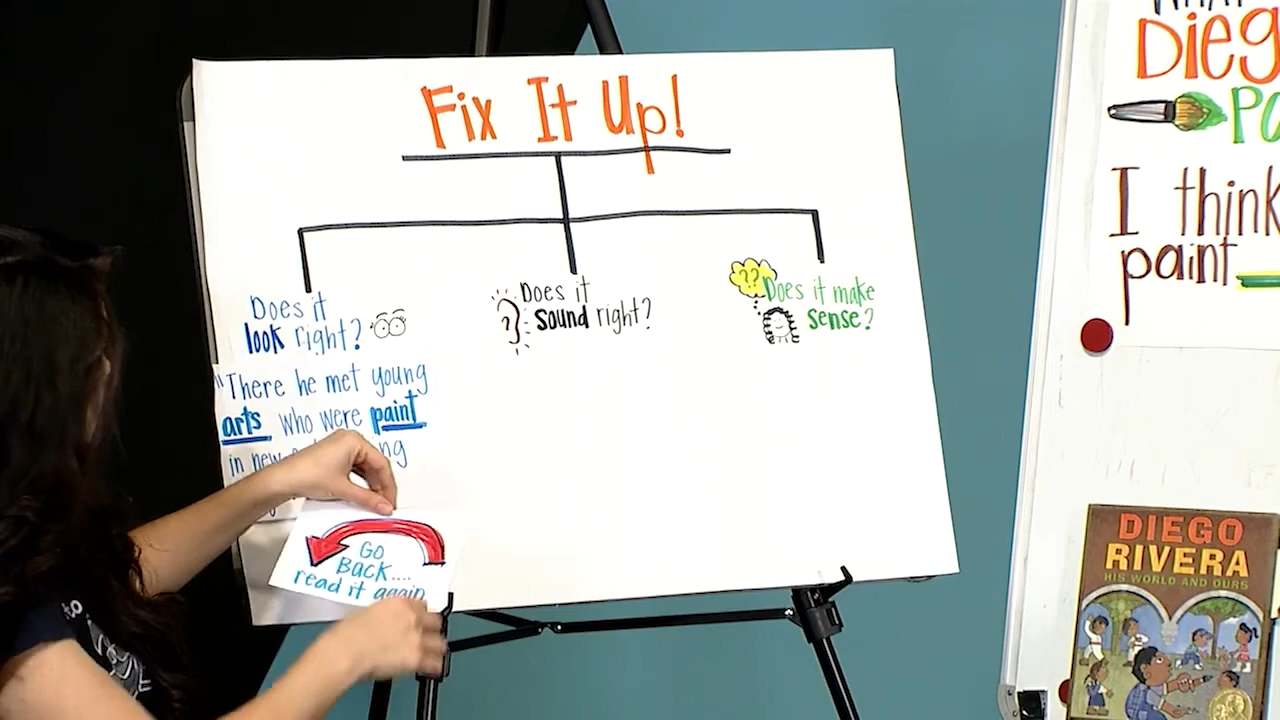 Fix It Up!
Does it
look right?
"There he met young
arts who were paint
in new
ng
Does it
Sound right?
??
Does it make
sense?
Go
Back....
read it again
Dieg
I think
paint
DIEGO
RIVERA
HIS WORLD AND OURS